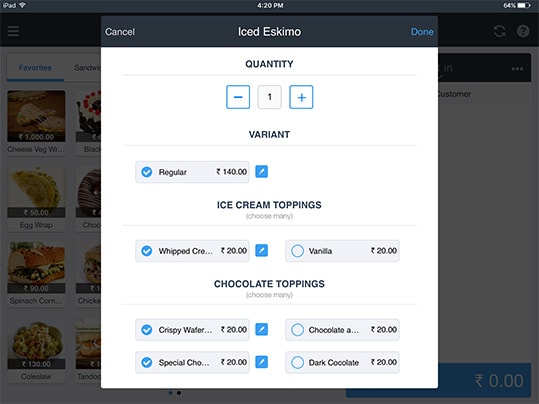 iPad 4:20 PM 64%
Cancel Iced Eskimo Done
Favorites Sandw
t in
QUANTITY
Customer
1
₹ 1,000.00
Cheese Veg Wr... Black
VARIANT
Regular ₹ 140.00
₹ 50.00
Egg Wrap Choc
ICE CREAM TOPPINGS
(choose many)
Whipped Cre... ₹ 20.00 Vanilla ₹ 20.00
Spinach Corn... Chicke
CHOCOLATE TOPPINGS
(choose many)
Crispy Wafer... ₹ 20.00 Chocolate a... ₹ 20.00
₹ 130.00
Special Cho... ₹ 20.00 Dark Cocolate ₹ 20.00
Coleslaw Tandoo
₹ 0.00